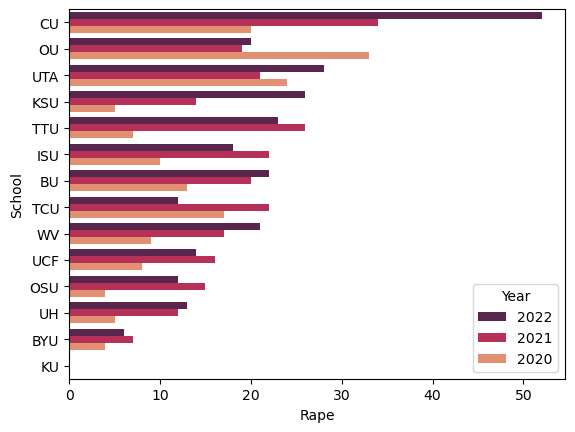 CU
OU
UTA
KSU
TTU
ISU
BU
TCU
WV
UCF
OSU
UH
BYU
KU
School
0 10 20 30 40 50
Rape
Year
2022
2021
2020